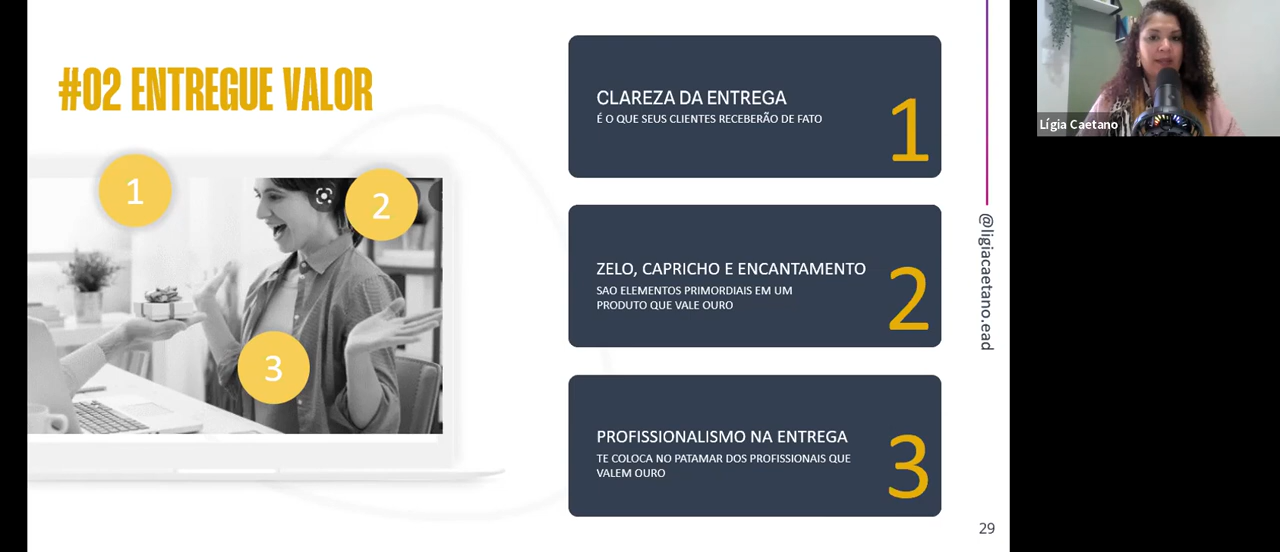 #02 ENTREGUE VALOR
1
2
3
CLAREZA DA ENTREGA
É O QUE SEUS CLIENTES RECEBERÃO DE FATO
1
ZELO, CAPRICHO E ENCANTAMENTO
SAO ELEMENTOS PRIMORDIAIS EM UM
PRODUTO QUE VALE OURO
2
PROFISSIONALISMO NA ENTREGA
TE COLOCA NO PATAMAR DOS PROFISSIONAIS QUE
VALEM OURO
3
@ligiacaetano.ead
29
Lígia Caetano